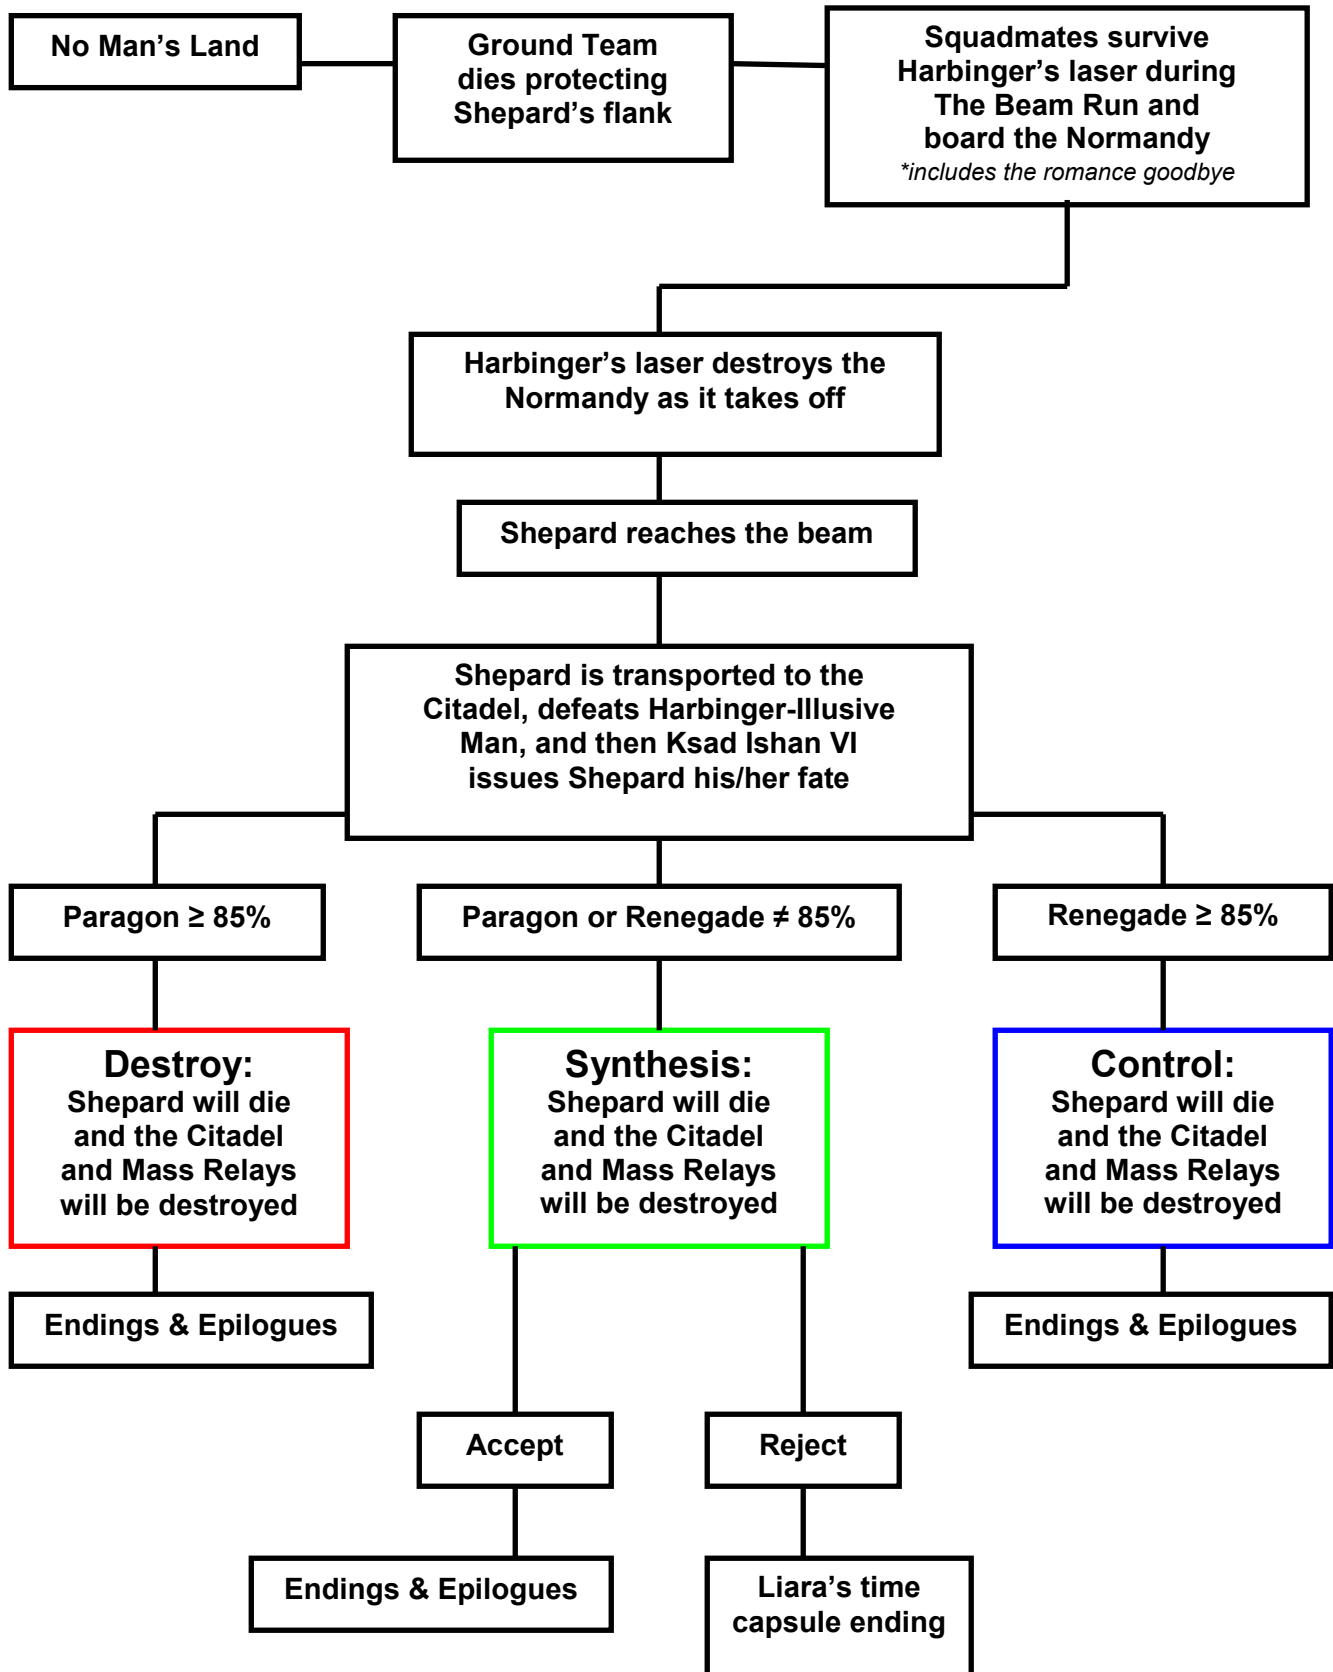 No Man’s Land
Ground Team
dies protecting
Shepard’s flank
Squadmates survive
Harbinger’s laser during
The Beam Run and
board the Normandy
*includes the romance goodbye
Harbinger’s laser destroys the
Normandy as it takes off
Shepard reaches the beam
Shepard is transported to the
Citadel, defeats Harbinger-Illusive
Man, and then Ksad Ishan VI
issues Shepard his/her fate
Paragon ≥ 85%
Paragon or Renegade ≠ 85%
Renegade ≥ 85%
Destroy:
Shepard will die
and the Citadel
and Mass Relays
will be destroyed
Synthesis:
Shepard will die
and the Citadel
and Mass Relays
will be destroyed
Control:
Shepard will die
and the Citadel
and Mass Relays
will be destroyed
Endings & Epilogues
Endings & Epilogues
Accept
Reject
Endings & Epilogues
Liara’s time
capsule ending